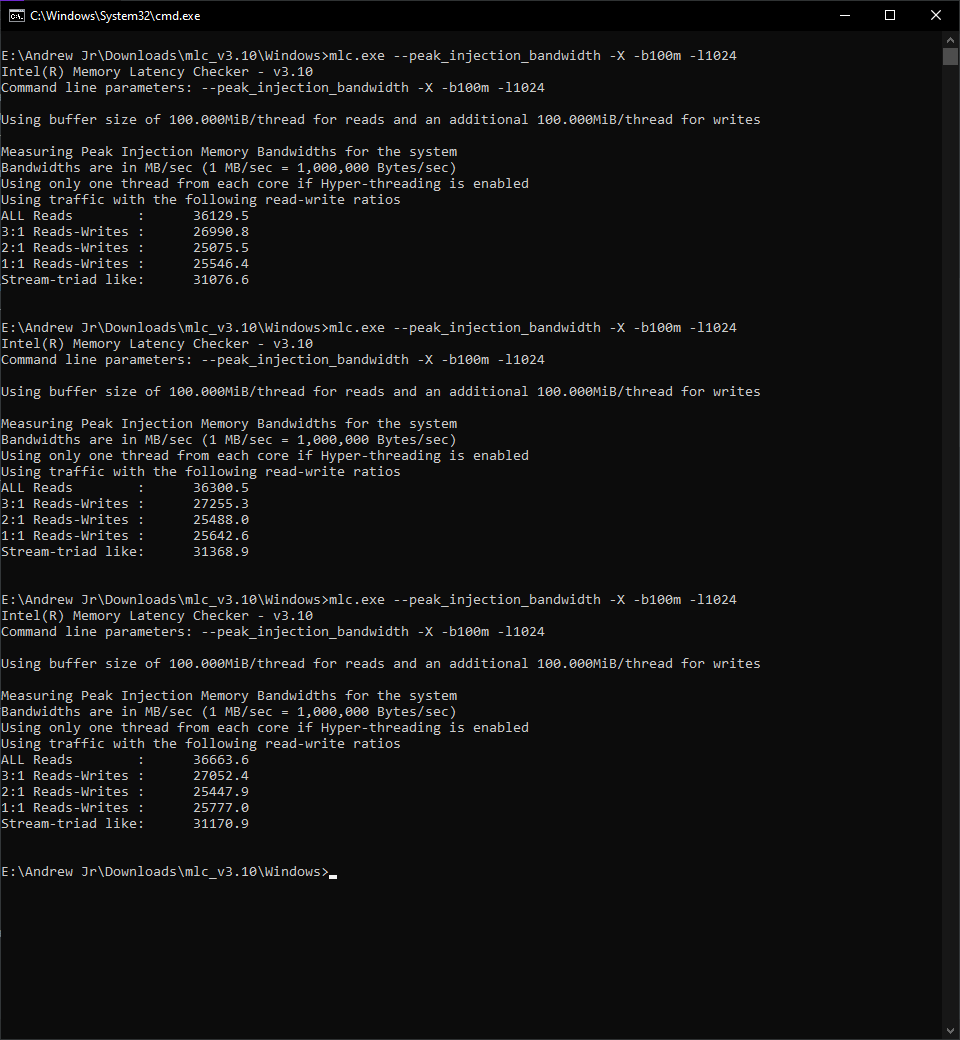 C:\Windows\System32\cmd.exe
E:\Andrew Jr\Downloads\mlc_v3.10\Windows>mlc.exe --peak_injection_bandwidth -X -b100m -l1024
Intel(R) Memory Latency Checker - v3.10
Command line parameters: --peak_injection_bandwidth -X -b100m -l1024
Using buffer size of 100.000MiB/thread for reads and an additional 100.000MiB/thread for writes
Measuring Peak Injection Memory Bandwidths for the system
Bandwidths are in MB/sec (1 MB/sec = 1,000,000 Bytes/sec)
Using only one thread from each core if Hyper-threading is enabled
Using traffic with the following read-write ratios
ALL Reads        :      36129.5
3:1 Reads-Writes :      26990.8
2:1 Reads-Writes :      25075.5
1:1 Reads-Writes :      25546.4
Stream-triad like:      31076.6
E:\Andrew Jr\Downloads\mlc_v3.10\Windows>mlc.exe --peak_injection_bandwidth -X -b100m -l1024
Intel(R) Memory Latency Checker - v3.10
Command line parameters: --peak_injection_bandwidth -X -b100m -l1024
Using buffer size of 100.000MiB/thread for reads and an additional 100.000MiB/thread for writes
Measuring Peak Injection Memory Bandwidths for the system
Bandwidths are in MB/sec (1 MB/sec = 1,000,000 Bytes/sec)
Using only one thread from each core if Hyper-threading is enabled
Using traffic with the following read-write ratios
ALL Reads        :      36300.5
3:1 Reads-Writes :      27255.3
2:1 Reads-Writes :      25488.0
1:1 Reads-Writes :      25642.6
Stream-triad like:      31368.9
E:\Andrew Jr\Downloads\mlc_v3.10\Windows>mlc.exe --peak_injection_bandwidth -X -b100m -l1024
Intel(R) Memory Latency Checker - v3.10
Command line parameters: --peak_injection_bandwidth -X -b100m -l1024
Using buffer size of 100.000MiB/thread for reads and an additional 100.000MiB/thread for writes
Measuring Peak Injection Memory Bandwidths for the system
Bandwidths are in MB/sec (1 MB/sec = 1,000,000 Bytes/sec)
Using only one thread from each core if Hyper-threading is enabled
Using traffic with the following read-write ratios
ALL Reads        :      36663.6
3:1 Reads-Writes :      27052.4
2:1 Reads-Writes :      25447.9
1:1 Reads-Writes :      25777.0
Stream-triad like:      31170.9
E:\Andrew Jr\Downloads\mlc_v3.10\Windows>